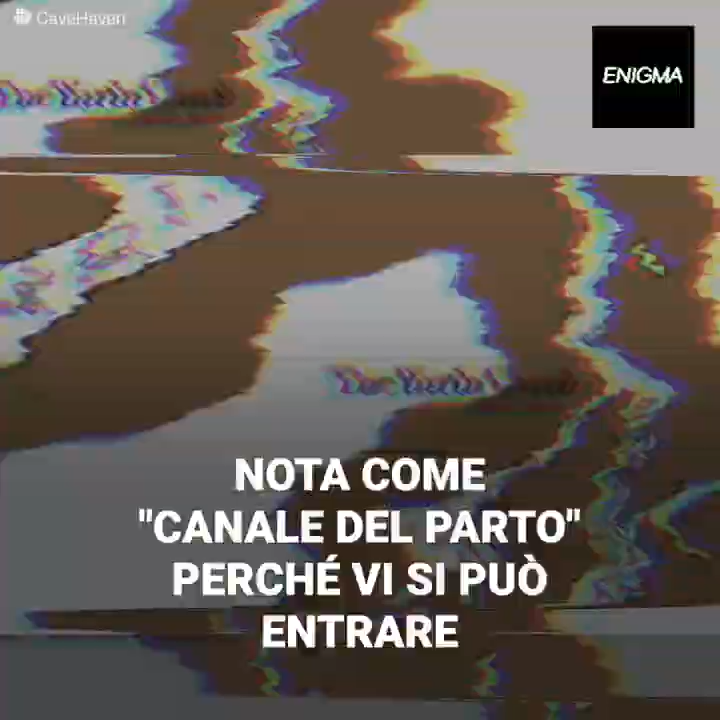 CaveHaven
ENIGMA
NOTA COME
"CANALE DEL PARTO"
PERCHÉ VI SI PUÒ
ENTRARE